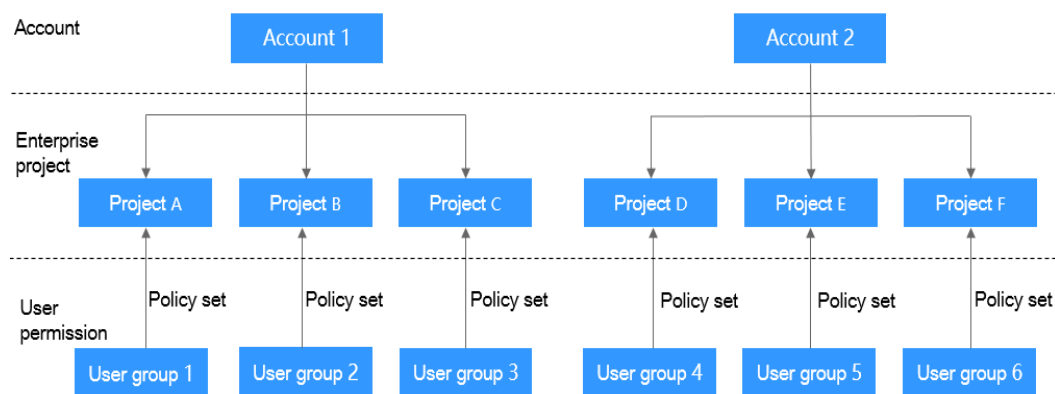 Account
Account 1
Account 2
Enterprise
project
Project A
Project B
Project C
Project D
Project E
Project F
User
permission
Policy set
Policy set
Policy set
Policy set
Policy set
Policy set
User group 1
User group 2
User group 3
User group 4
User group 5
User group 6